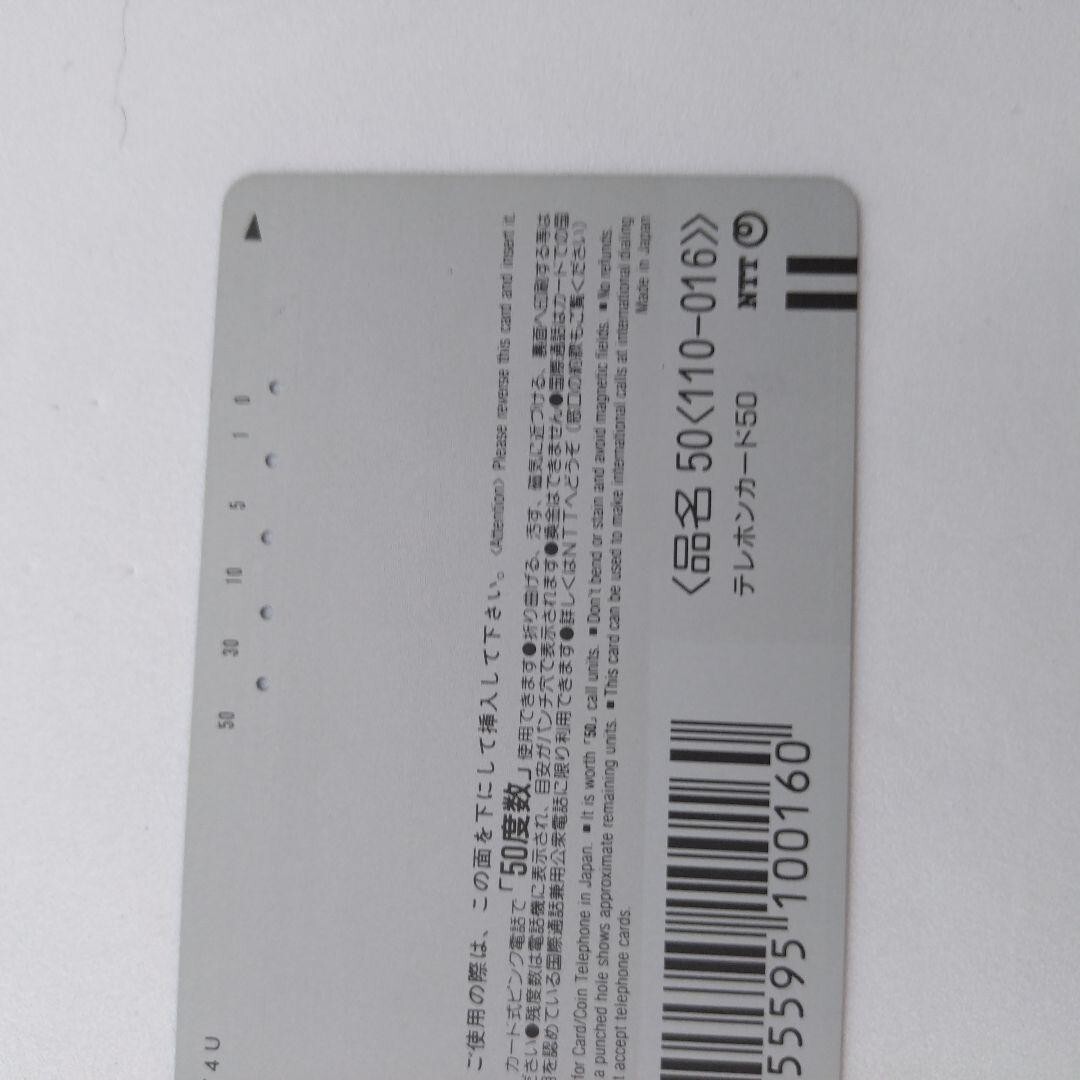 50 30 10 5 1 0
4U
ご使用の際は、この面を下にして挿入して下さい。〈Attention〉Please reverse this card and insert it.
カード式ピンク電話で「50度数」使用できます●折り曲げる、汚す、磁気に近づける、裏面へ印刷する等は
ださい●残度数は電話機に表示され、目安がパンチ穴で表示されます●換金はできません●国際通話はカードでの国
用を認めている国際通話兼用公衆電話に限り利用できます●詳しくはNTTへどうぞ（窓口の約款もご覧ください）
for Card/Coin Telephone in Japan. ■It is worth「50」call units. ■Don't bend or stain and avoid magnetic fields. ■No refunds.
a punched hole shows approximate remaining units. ■This card can be used to make international calls at international dialing
t accept telephone cards. Made in Japan
〈品名 50〈110-016〉〉
テレホンカード50 NTT
55595 100160